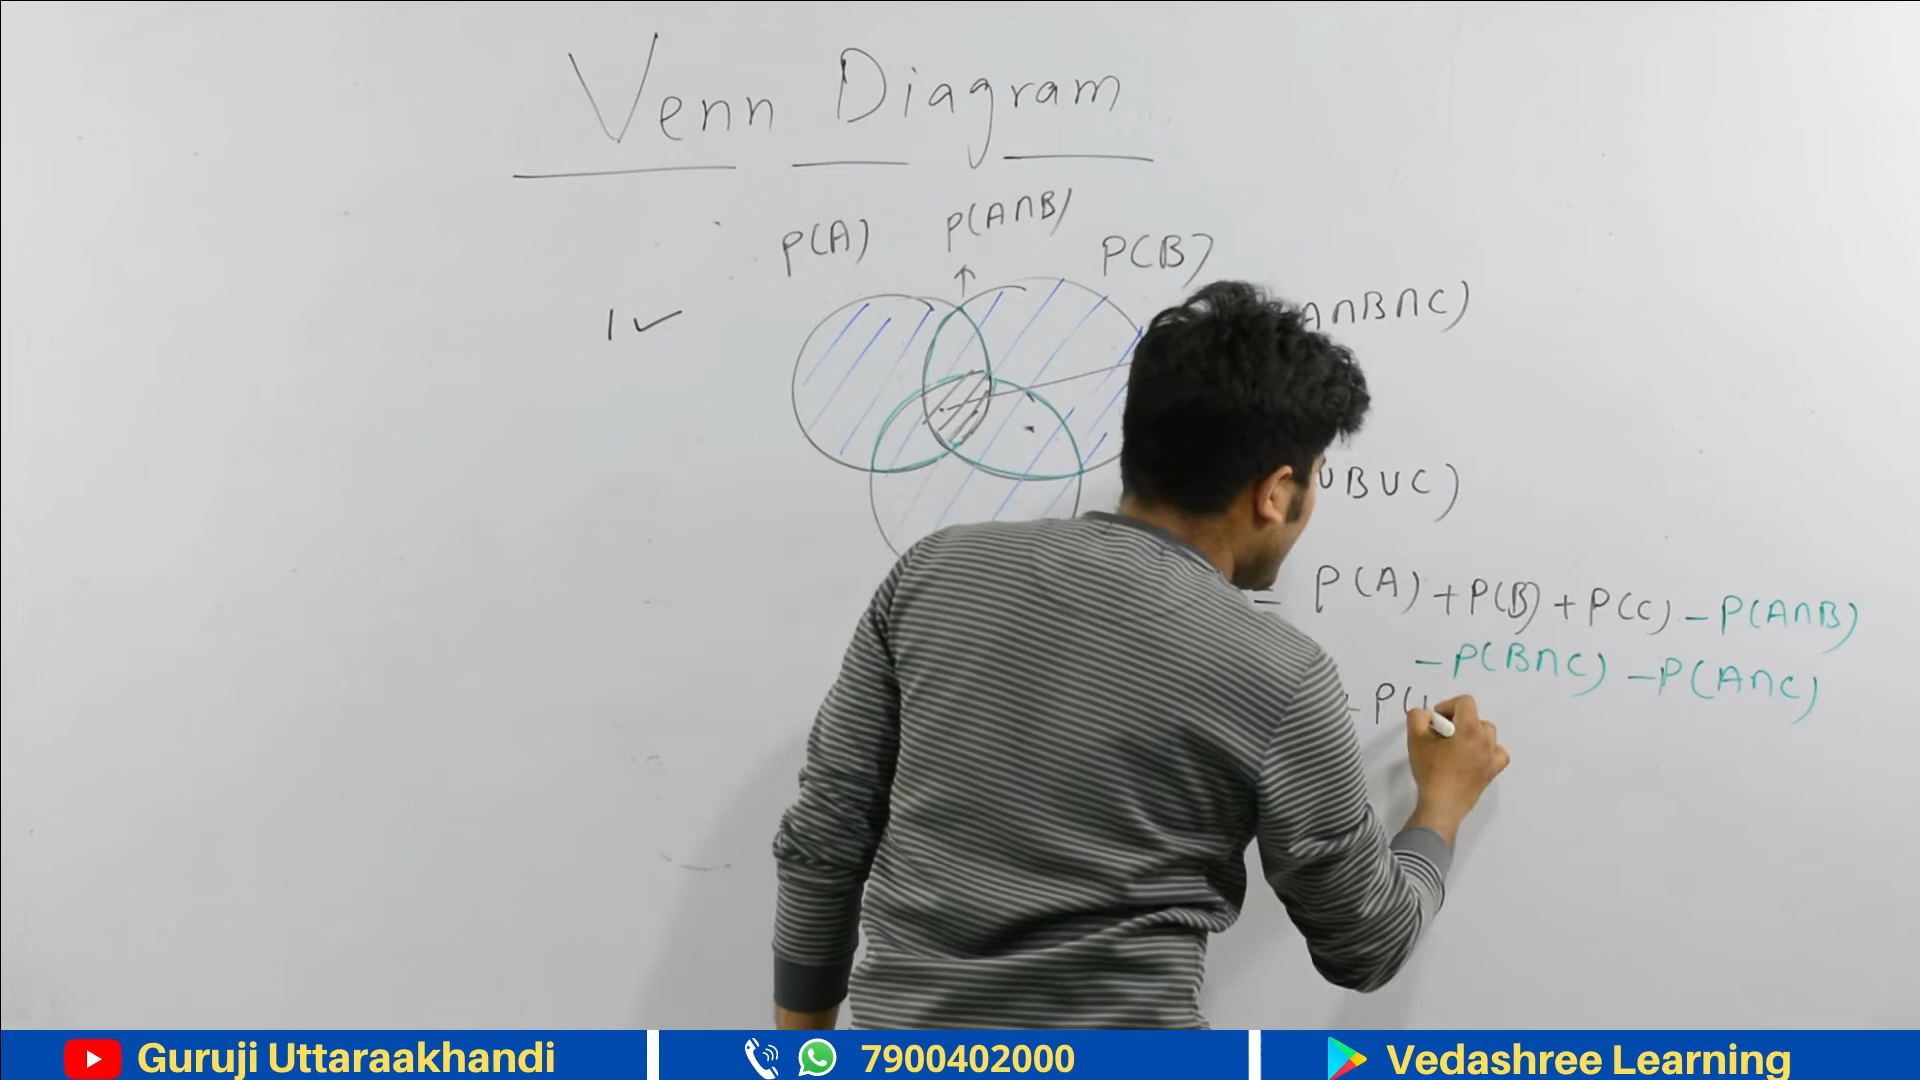 Venn Diagram
P(A) P(A∩B) P(B)
A∩B∩C)
1 ✓
∪B∪C)
= P(A) + P(B) + P(C) - P(A∩B)
- P(B∩C) - P(A∩C)
P(
Guruji Uttaraakhandi
7900402000
Vedashree Learning